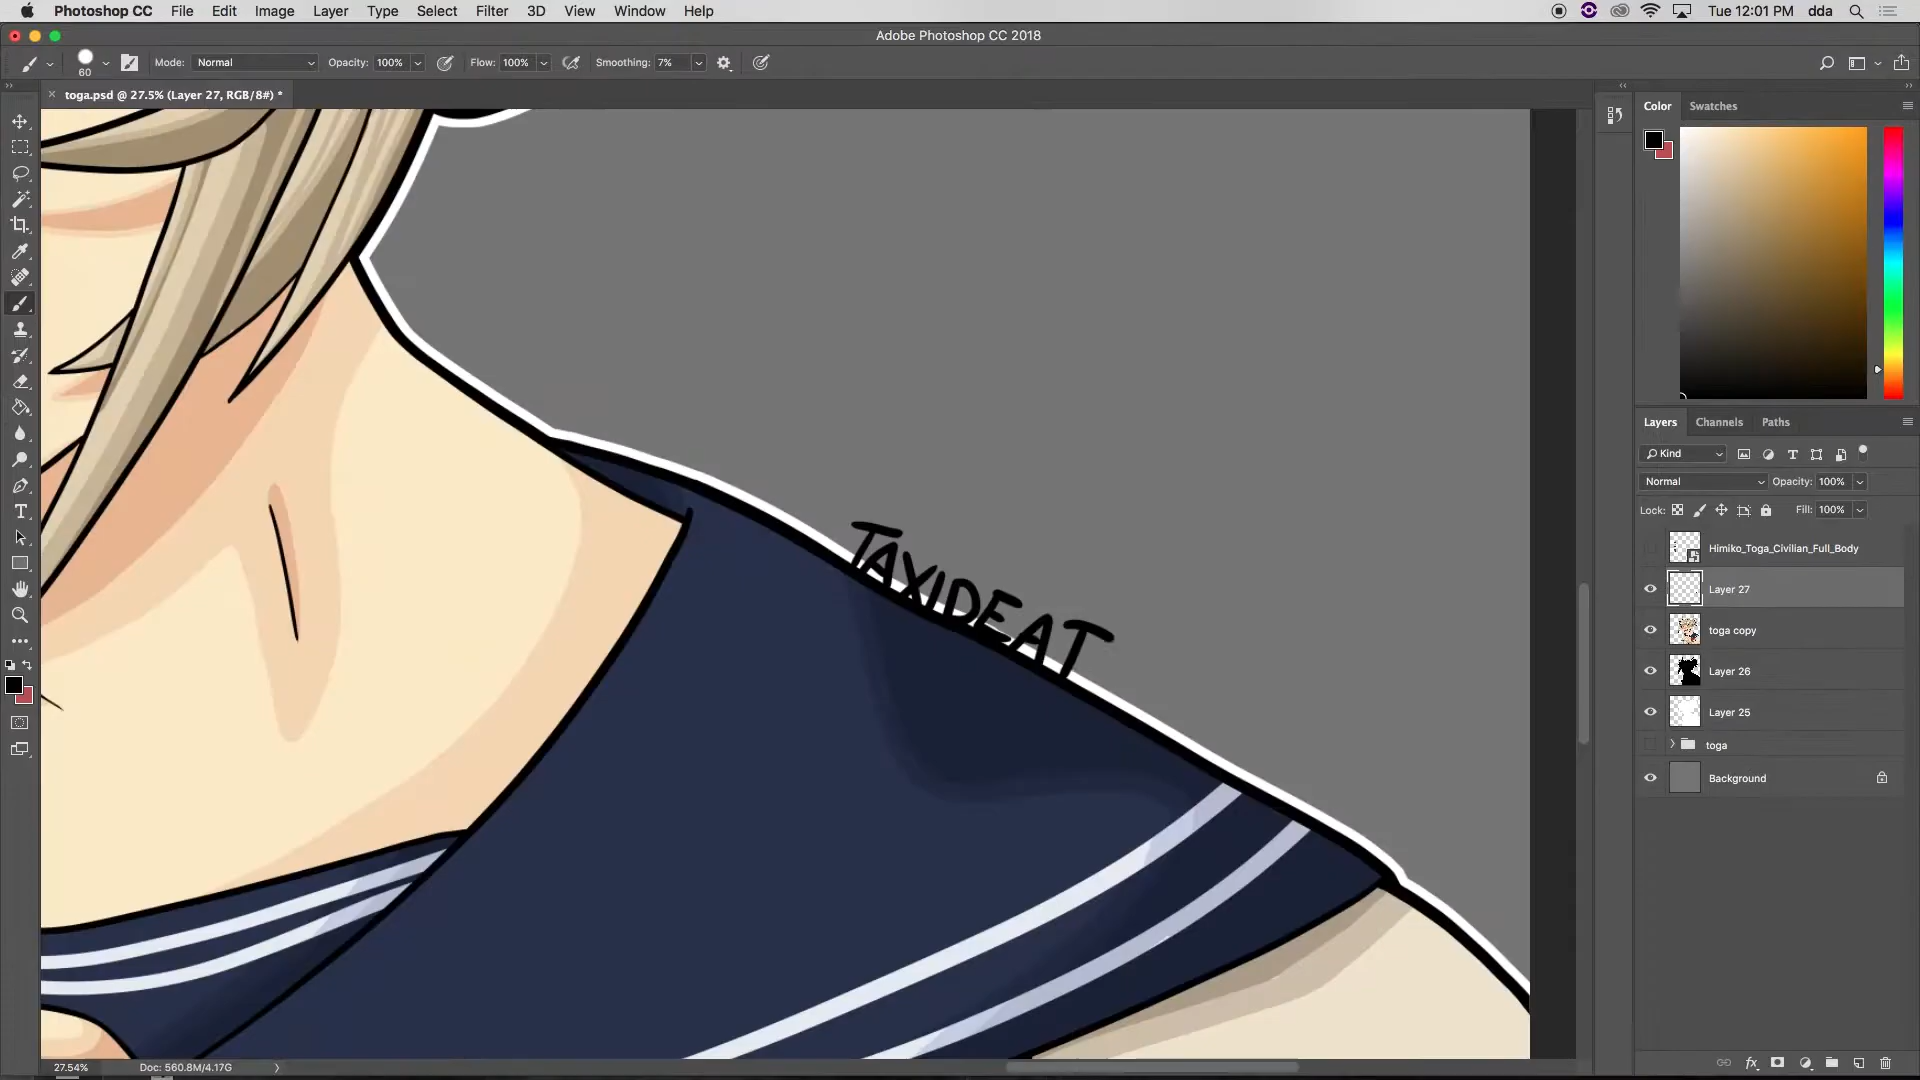 Photoshop CC File Edit Image Layer Type Select Filter 3D View Window Help Tue 12:01 PM dda
Adobe Photoshop CC 2018
60 Mode: Normal Opacity: 100% Flow: 100% Smoothing: 7%
toga.psd @ 27.5% (Layer 27, RGB/8#) *
Color Swatches
TAXIDEAT
Layers Channels Paths
Kind
Normal Opacity: 100%
Lock: Fill: 100%
Himiko_Toga_Civilian_Full_Body
Layer 27
toga copy
Layer 26
Layer 25
toga
Background
27.54% Doc: 560.8M/4.17G